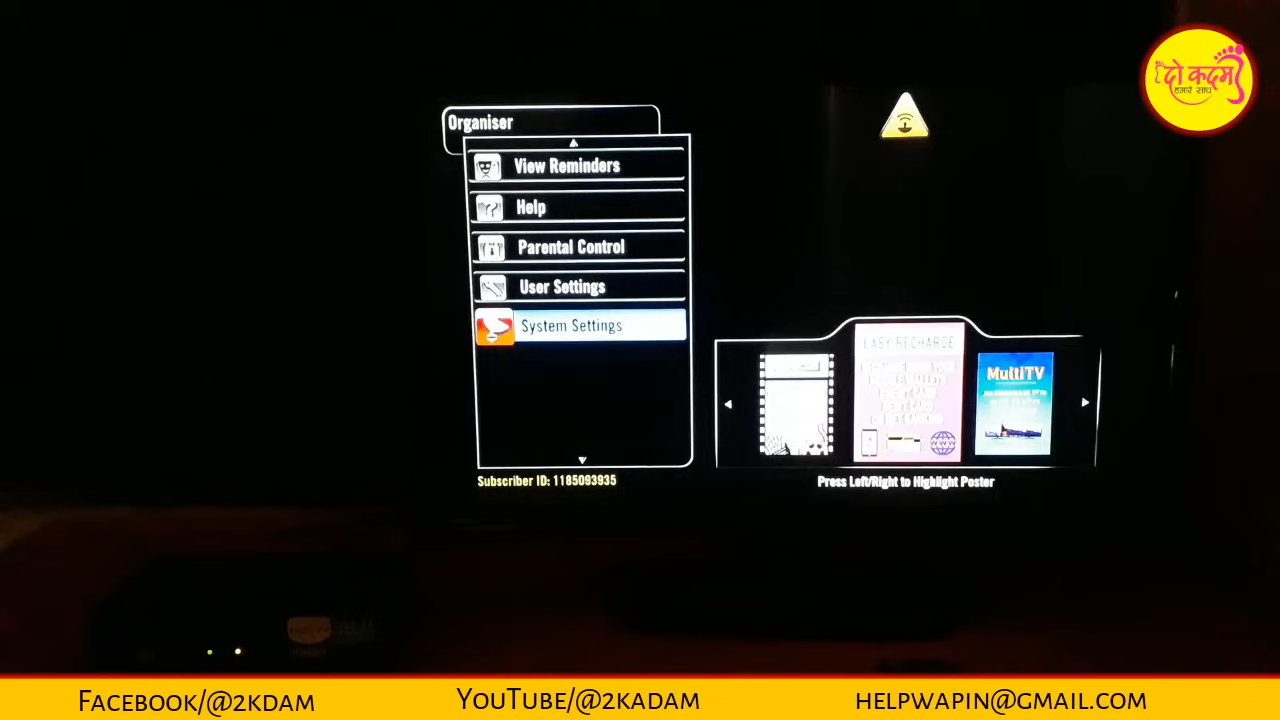 दो कदम
हमारे साथ
Organiser
View Reminders
Help
Parental Control
User Settings
System Settings
Subscriber ID: 1185093935
EASY RECHARGE
MultiTV
Press Left/Right to Highlight Poster
Facebook/@2kdam
YouTube/@2kadam
helpwapin@gmail.com